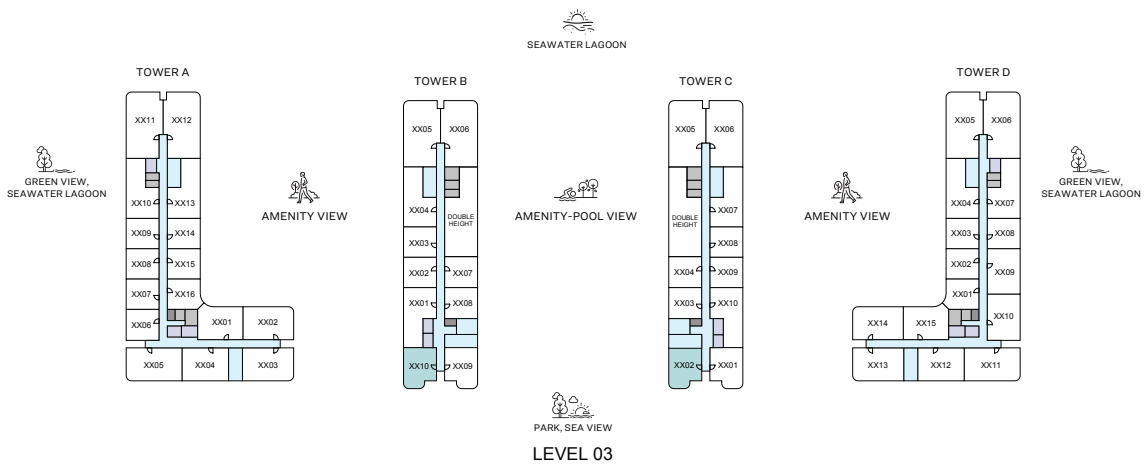 SEAWATER LAGOON
TOWER A
TOWER B
TOWER C
TOWER D
XX11
XX12
XX10
XX13
XX09
XX14
XX08
XX15
XX07
XX16
XX06
XX01
XX02
XX05
XX04
XX03
XX05
XX06
XX04
DOUBLE
HEIGHT
XX03
XX02
XX07
XX01
XX08
XX10
XX09
XX05
XX06
XX07
DOUBLE
HEIGHT
XX08
XX04
XX09
XX03
XX10
XX02
XX01
XX05
XX06
XX04
XX07
XX03
XX02
XX09
XX01
XX10
XX14
XX15
XX13
XX12
XX11
GREEN VIEW,
SEAWATER LAGOON
AMENITY VIEW
AMENITY-POOL VIEW
AMENITY VIEW
GREEN VIEW,
SEAWATER LAGOON
PARK, SEA VIEW
LEVEL 03